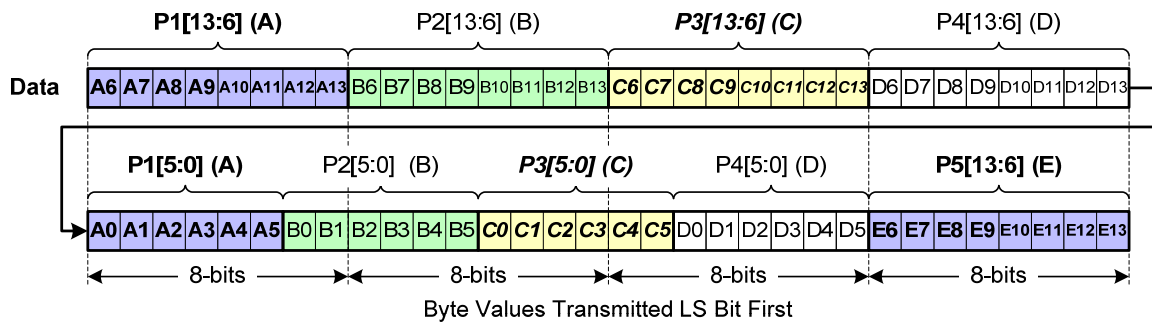 P1[13:6] (A) P2[13:6] (B) P3[13:6] (C) P4[13:6] (D)
Data A6 A7 A8 A9 A10 A11 A12 A13 B6 B7 B8 B9 B10 B11 B12 B13 C6 C7 C8 C9 C10 C11 C12 C13 D6 D7 D8 D9 D10 D11 D12 D13
P1[5:0] (A) P2[5:0] (B) P3[5:0] (C) P4[5:0] (D) P5[13:6] (E)
A0 A1 A2 A3 A4 A5 B0 B1 B2 B3 B4 B5 C0 C1 C2 C3 C4 C5 D0 D1 D2 D3 D4 D5 E6 E7 E8 E9 E10 E11 E12 E13
8-bits 8-bits 8-bits 8-bits
Byte Values Transmitted LS Bit First